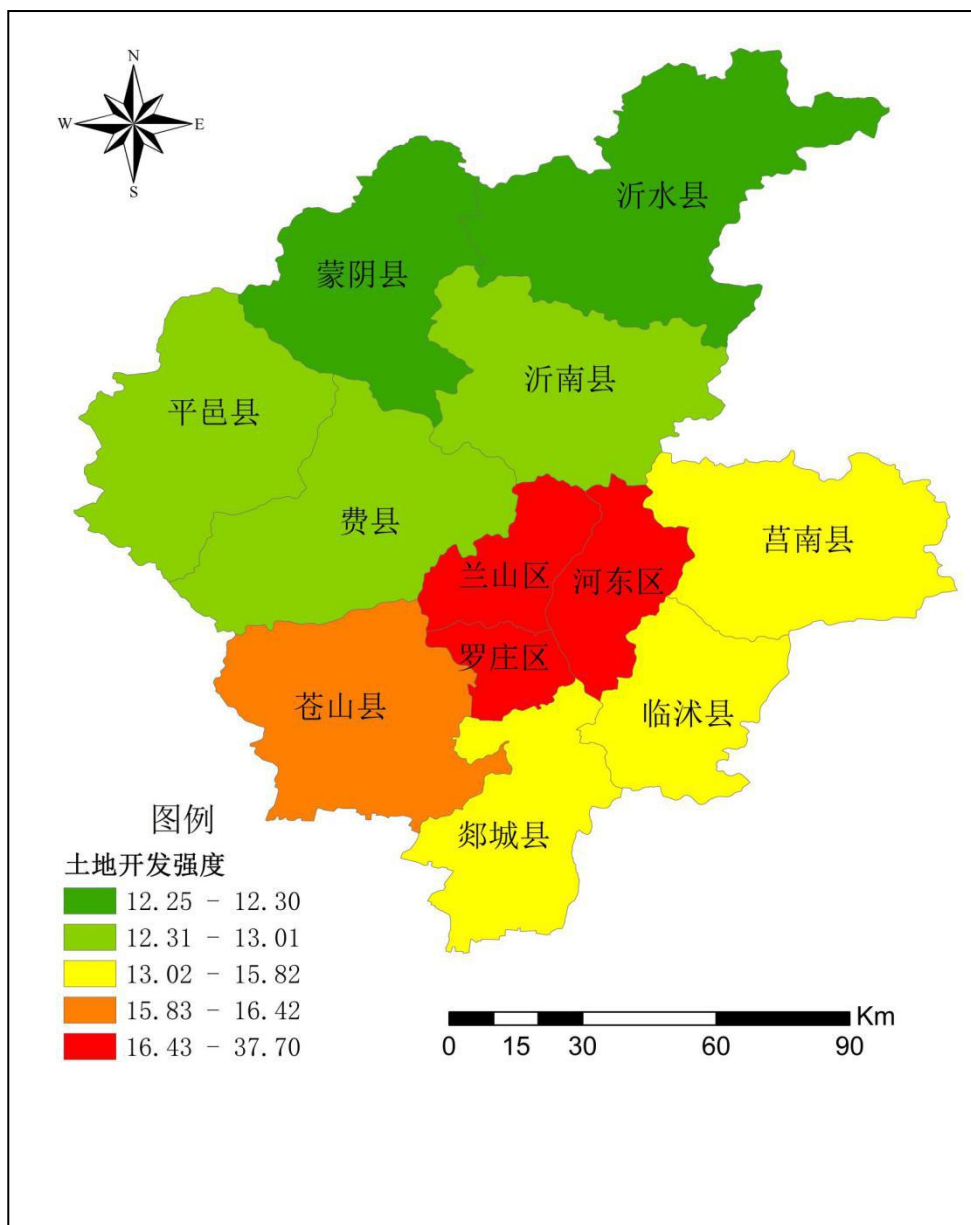 N
W E
S
沂水县
蒙阴县
沂南县
平邑县
费县
莒南县
兰山区
河东区
罗庄区
苍山县
临沭县
郯城县
图例
土地开发强度
12.25 - 12.30
12.31 - 13.01
13.02 - 15.82
15.83 - 16.42
16.43 - 37.70
Km
0 15 30 60 90